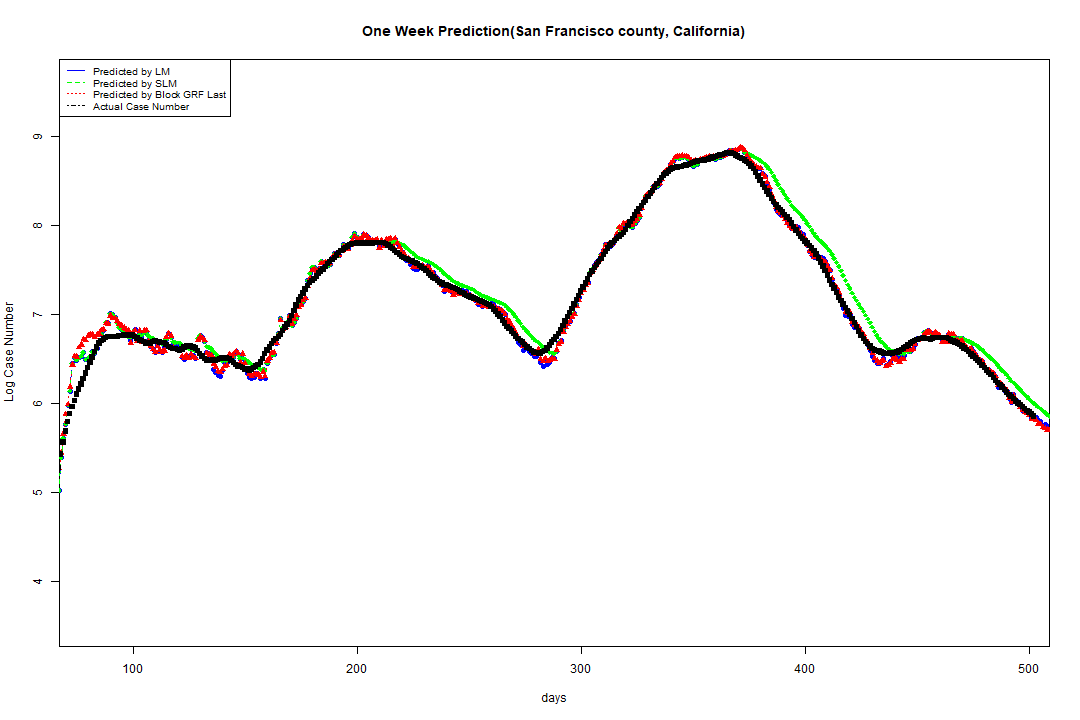 One Week Prediction(San Francisco county, California)
Predicted by LM
Predicted by SLM
Predicted by Block GRF Last
Actual Case Number
9
8
7
6
5
4
Log Case Number
100 200 300 400 500
days